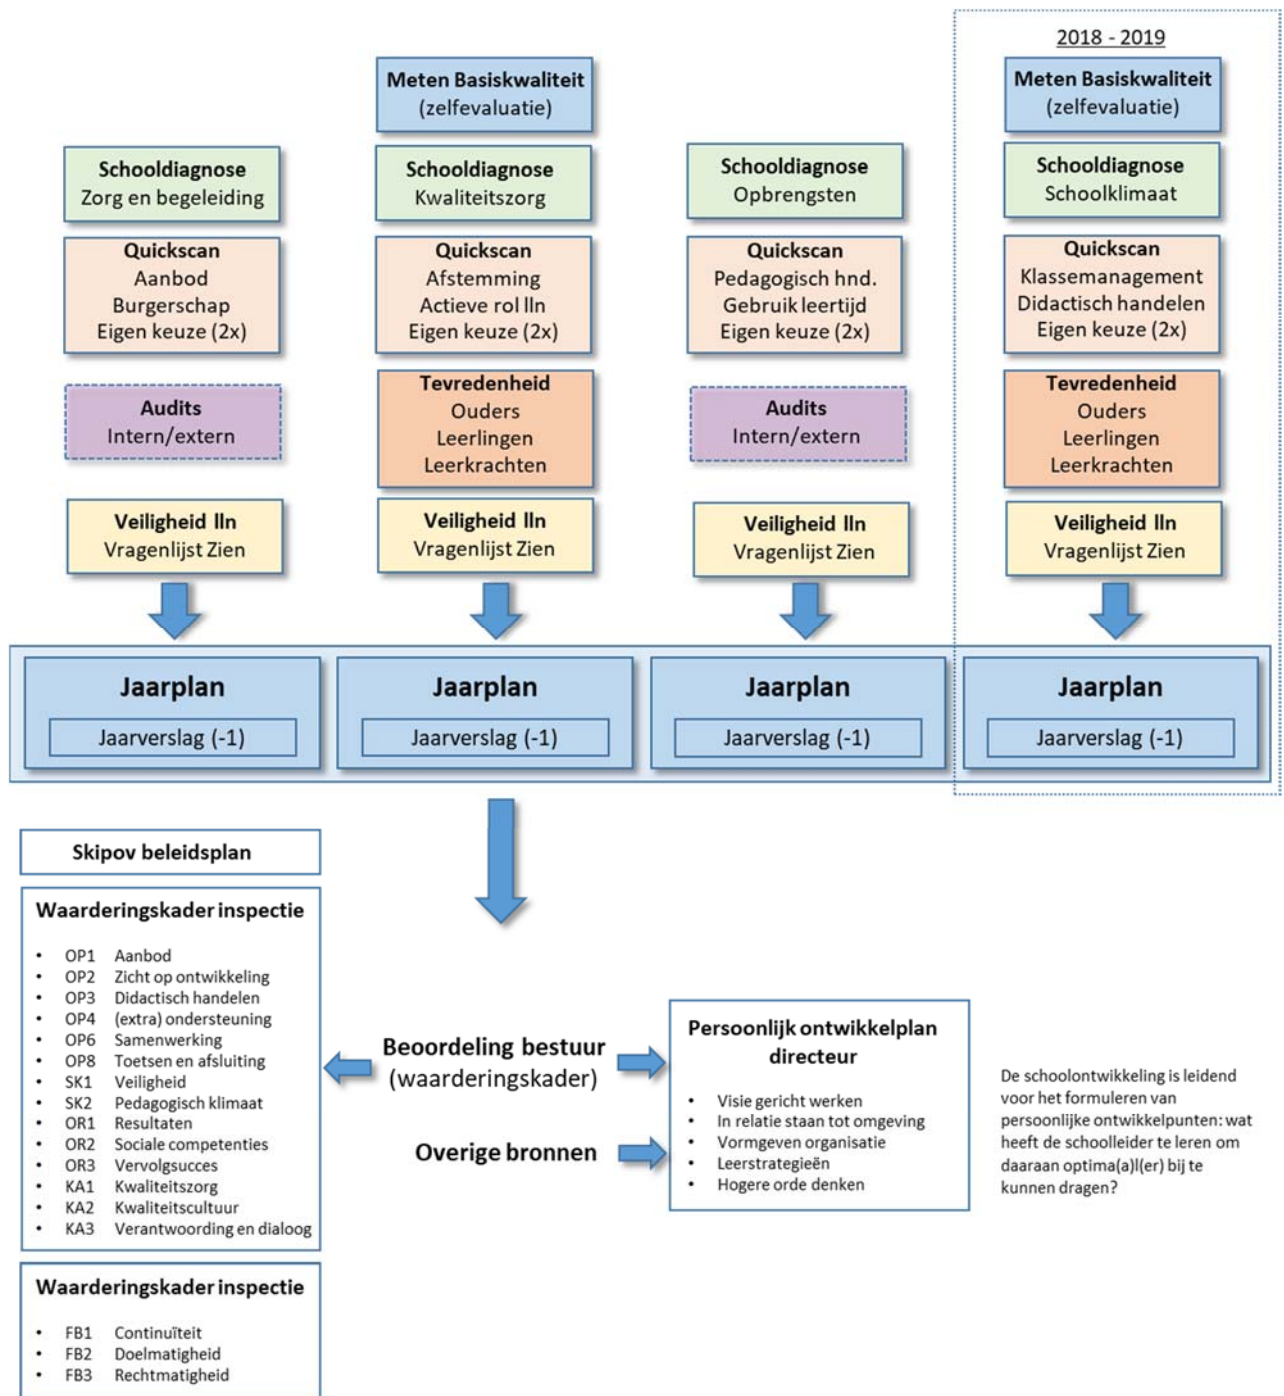 Schooldiagnose
Zorg en begeleiding
Quickscan
Aanbod
Burgerschap
Eigen keuze (2x)
Audits
Intern/extern
Veiligheid lln
Vragenlijst Zien
Meten Basiskwaliteit
(zelfevaluatie)
Schooldiagnose
Kwaliteitszorg
Quickscan
Afstemming
Actieve rol lln
Eigen keuze (2x)
Tevredenheid
Ouders
Leerlingen
Leerkrachten
Veiligheid lln
Vragenlijst Zien
Schooldiagnose
Opbrengsten
Quickscan
Pedagogisch hnd.
Gebruik leertijd
Eigen keuze (2x)
Audits
Intern/extern
Veiligheid lln
Vragenlijst Zien
2018 - 2019
Meten Basiskwaliteit
(zelfevaluatie)
Schooldiagnose
Schoolklimaat
Quickscan
Klassemanagement
Didactisch handelen
Eigen keuze (2x)
Tevredenheid
Ouders
Leerlingen
Leerkrachten
Veiligheid lln
Vragenlijst Zien
Jaarplan
Jaarverslag (-1)
Jaarplan
Jaarverslag (-1)
Jaarplan
Jaarverslag (-1)
Jaarplan
Jaarverslag (-1)
Skipov beleidsplan
Waarderingskader inspectie
• OP1 Aanbod
• OP2 Zicht op ontwikkeling
• OP3 Didactisch handelen
• OP4 (extra) ondersteuning
• OP6 Samenwerking
• OP8 Toetsen en afsluiting
• SK1 Veiligheid
• SK2 Pedagogisch klimaat
• OR1 Resultaten
• OR2 Sociale competenties
• OR3 Vervolgsucces
• KA1 Kwaliteitszorg
• KA2 Kwaliteitscultuur
• KA3 Verantwoording en dialoog
Waarderingskader inspectie
• FB1 Continuïteit
• FB2 Doelmatigheid
• FB3 Rechtmatigheid
Beoordeling bestuur
(waarderingskader)
Overige bronnen
Persoonlijk ontwikkelplan
directeur
• Visie gericht werken
• In relatie staan tot omgeving
• Vormgeven organisatie
• Leerstrategieën
• Hogere orde denken
De schoolontwikkeling is leidend
voor het formuleren van
persoonlijke ontwikkelpunten: wat
heeft de schoolleider te leren om
daaraan optima(a)l(er) bij te
kunnen dragen?